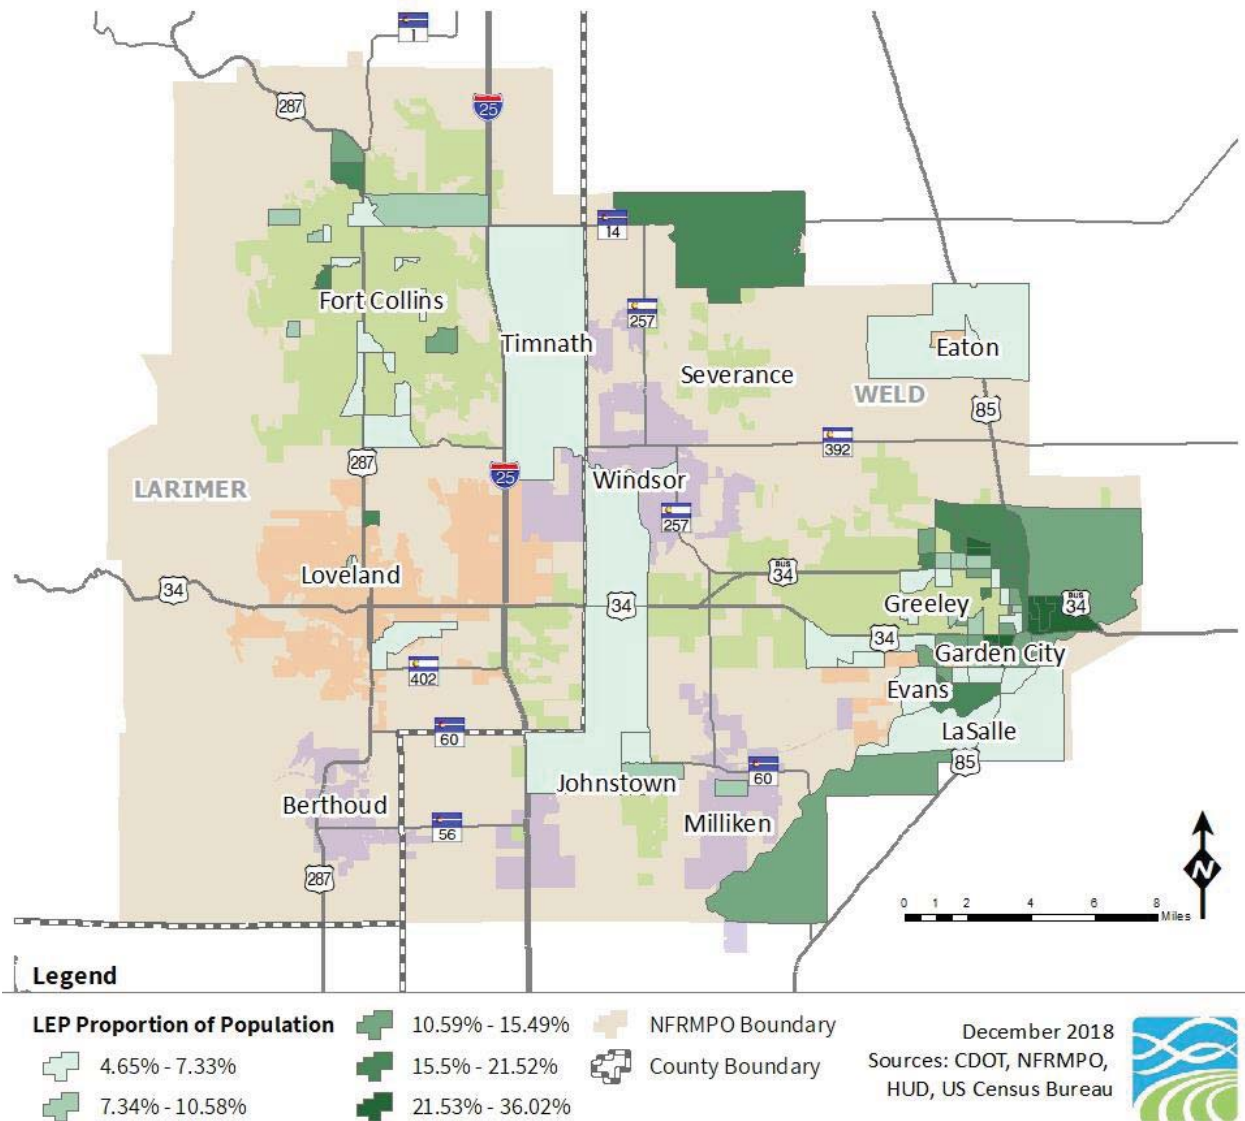 1
287
25
14
Fort Collins
257
Timnath
Eaton
Severance
WELD
85
392
287
25
LARIMER
Windsor
257
Loveland
BUS
34
34
34
Greeley
BUS
34
34
Garden City
402
Evans
60
LaSalle
85
Johnstown
60
Berthoud
Milliken
56
287
N
0 1 2 4 6 8
Miles
Legend
LEP Proportion of Population
4.65% - 7.33%
7.34% - 10.58%
10.59% - 15.49%
15.5% - 21.52%
21.53% - 36.02%
NFRMPO Boundary
County Boundary
December 2018
Sources: CDOT, NFRMPO,
HUD, US Census Bureau